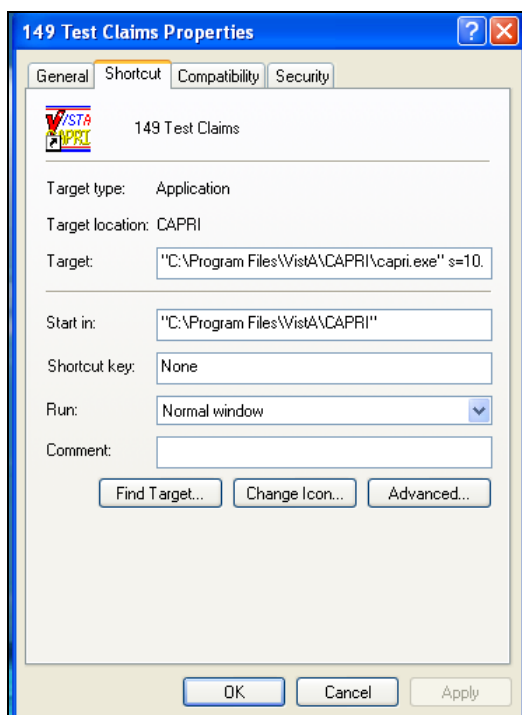 149 Test Claims Properties
General Shortcut Compatibility Security
VISTA
CAPRI
149 Test Claims
Target type: Application
Target location: CAPRI
Target: "C:\Program Files\VistA\CAPRI\capri.exe" s=10.
Start in: "C:\Program Files\VistA\CAPRI"
Shortcut key: None
Run: Normal window
Comment:
Find Target... Change Icon... Advanced...
OK Cancel Apply